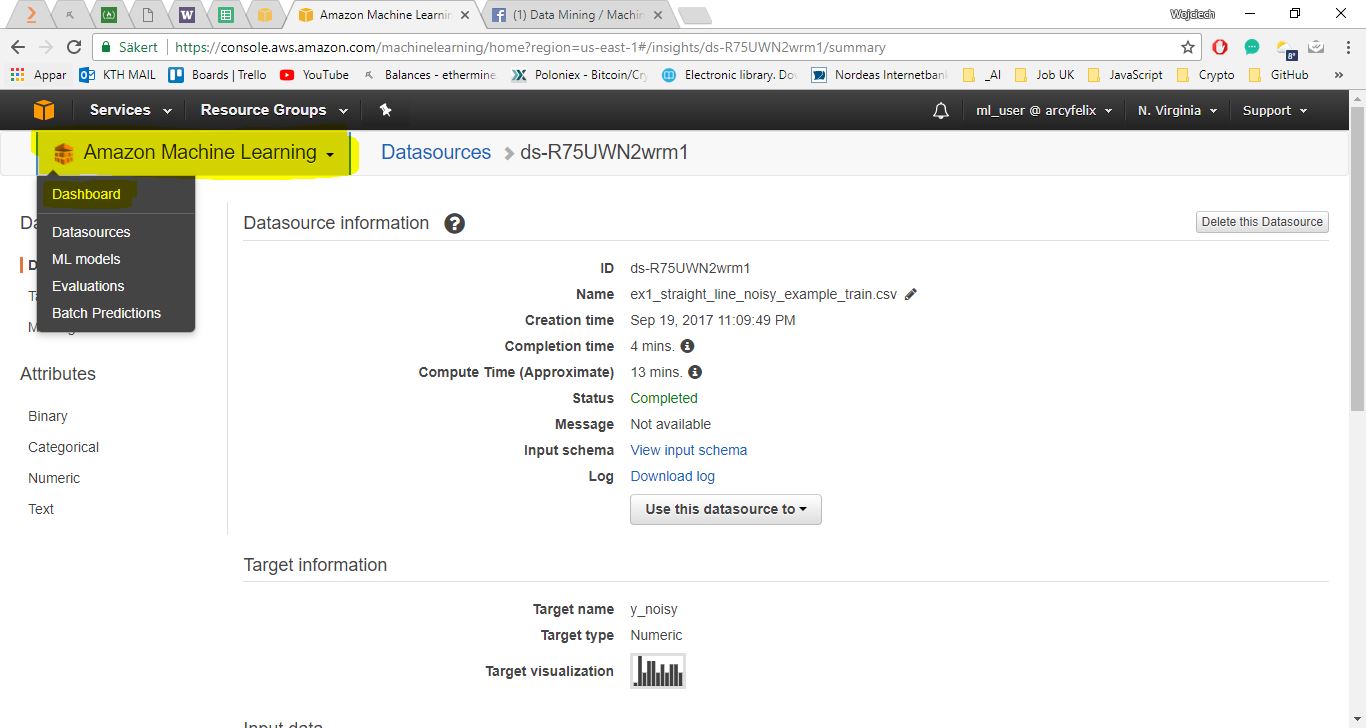 Wojciech
W
Amazon Machine Learnin
(1) Data Mining / Machin
Säkert
https://console.aws.amazon.com/machinelearning/home?region=us-east-1#/insights/ds-R75UWN2wrm1/summary
8°
Appar
KTH MAIL
Boards | Trello
YouTube
Balances - ethermine
Poloniex - Bitcoin/Cry
Electronic library. Do
Nordeas Internetban
_AI
Job UK
JavaScript
Crypto
GitHub
»
Services
Resource Groups
ml_user @ arcyfelix
N. Virginia
Support
Amazon Machine Learning
Datasources
ds-R75UWN2wrm1
Dashboard
Datasources
ML models
Evaluations
Batch Predictions
Attributes
Binary
Categorical
Numeric
Text
Datasource information
Delete this Datasource
ID ds-R75UWN2wrm1
Name ex1_straight_line_noisy_example_train.csv
Creation time Sep 19, 2017 11:09:49 PM
Completion time 4 mins.
Compute Time (Approximate) 13 mins.
Status Completed
Message Not available
Input schema View input schema
Log Download log
Use this datasource to
Target information
Target name y_noisy
Target type Numeric
Target visualization
Input data